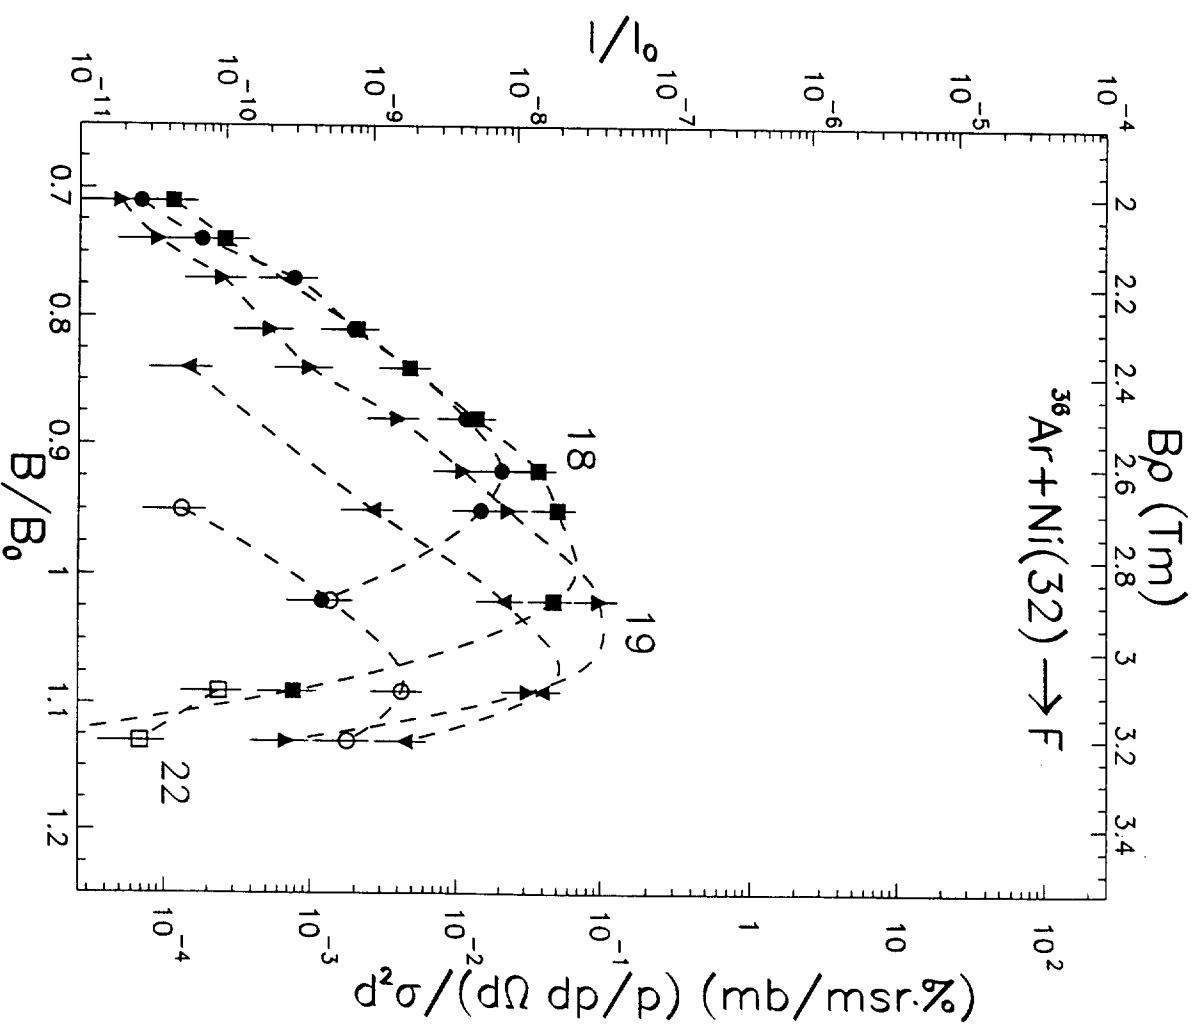 Bρ (Tm)
2 2.2 2.4 2.6 2.8 3 3.2 3.4
I/I₀
10⁻⁴
10⁻⁵
10⁻⁶
10⁻⁷
10⁻⁸
10⁻⁹
10⁻¹⁰
10⁻¹¹
³⁶Ar+Ni(32) → F
18
19
22
10²
10
1
10⁻¹
10⁻²
10⁻³
10⁻⁴
d²σ/(dΩ dp/p) (mb/msr.%)
0.7 0.8 0.9 1 1.1 1.2
B/B₀